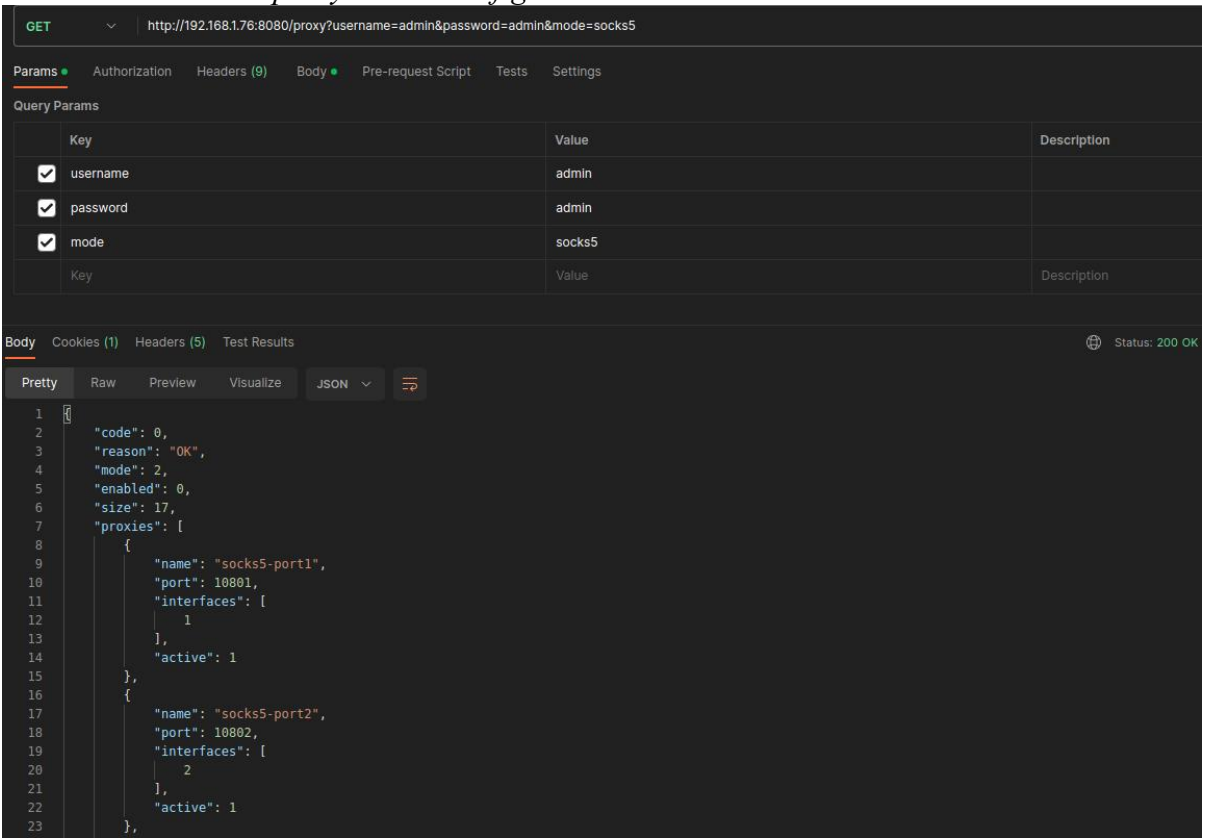 GET http://192.168.1.76:8080/proxy?username=admin&password=admin&mode=socks5
Params Authorization Headers (9) Body Pre-request Script Tests Settings
Query Params
Key Value Description
username admin
password admin
mode socks5
Key Value Description
Body Cookies (1) Headers (5) Test Results Status: 200 OK
Pretty Raw Preview Visualize JSON
1 {
2 "code": 0,
3 "reason": "OK",
4 "mode": 2,
5 "enabled": 0,
6 "size": 17,
7 "proxies": [
8 {
9 "name": "socks5-port1",
10 "port": 10801,
11 "interfaces": [
12 1
13 ],
14 "active": 1
15 },
16 {
17 "name": "socks5-port2",
18 "port": 10802,
19 "interfaces": [
20 2
21 ],
22 "active": 1
23 },